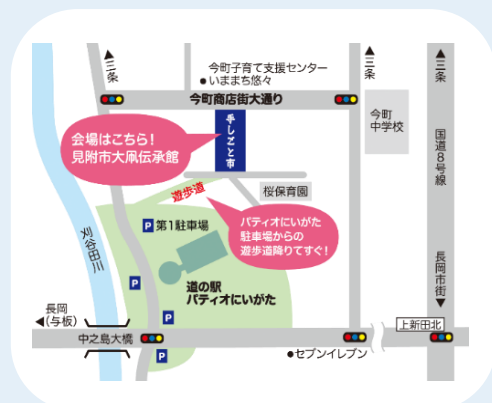 ▲三条
今町子育て支援センター
●いままち悠々
▲三条
▲三条
今町商店街大通り
会場はこちら！
見附市大凧伝承館
手しごと市
今町
中学校
国道8号線
遊歩道
桜保育園
P 第1駐車場
パティオにいがた
駐車場からの
遊歩道降りてすぐ！
刈谷田川
P
道の駅
パティオにいがた
長岡市街▼
長岡
◀(与板)
P
上新田北
中之島大橋
●セブンイレブン
P